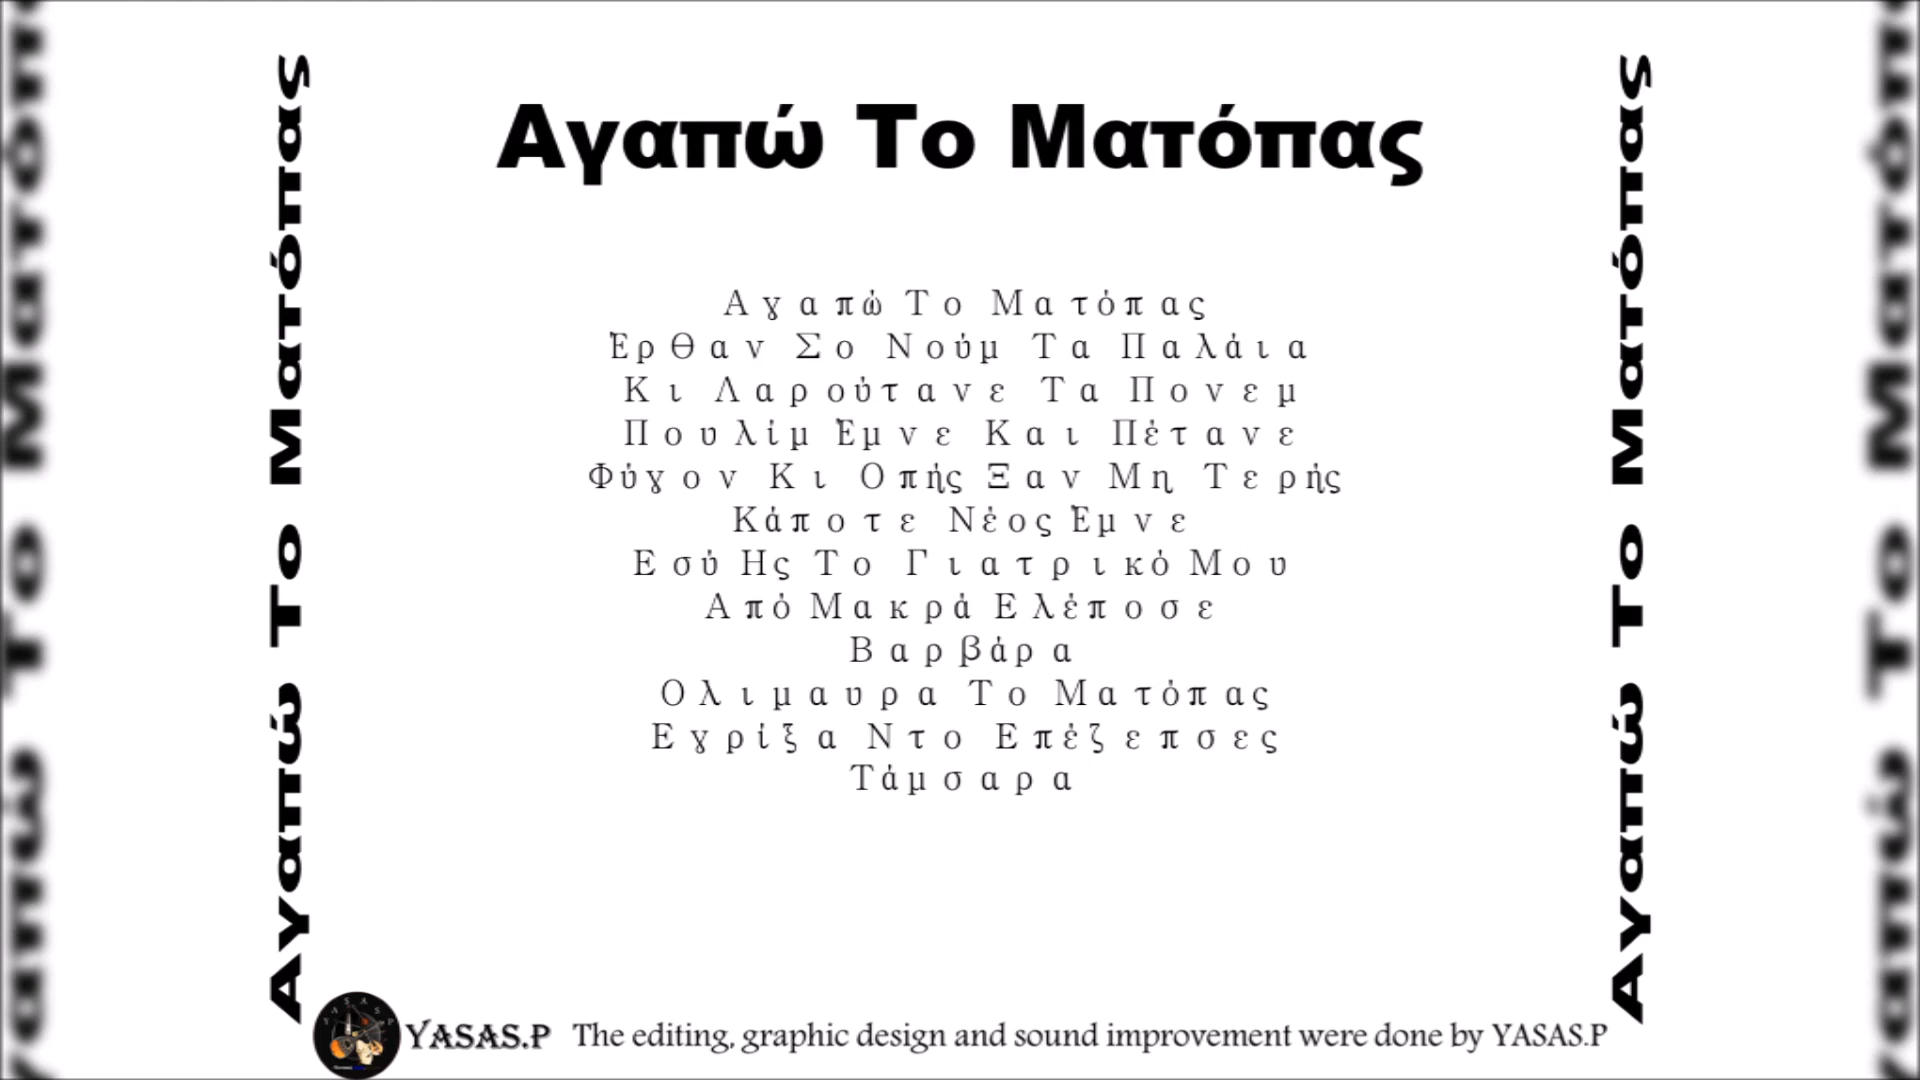 Αγαπώ Το Ματόπας
Αγαπώ Το Ματόπας
Έρθαν Σο Νούμ Τα Παλάια
Κι Λαρούτανε Τα Πονεμ
Πουλίμ Έμνε Και Πέτανε
Φύγον Κι Οπής Ξαν Μη Τερής
Κάποτε Νέος Έμνε
Εσύ Ης Το Γιατρικό Μου
Από Μακρά Ελέποσε
Βαρβάρα
Ολιμαυρα Το Ματόπας
Εγρίξα Ντο Επέζεπσες
Τάμσαρα
Αγαπώ Το Ματόπας
Αγαπώ Το Ματόπας
YASAS.P The editing, graphic design and sound improvement were done by YASAS.P